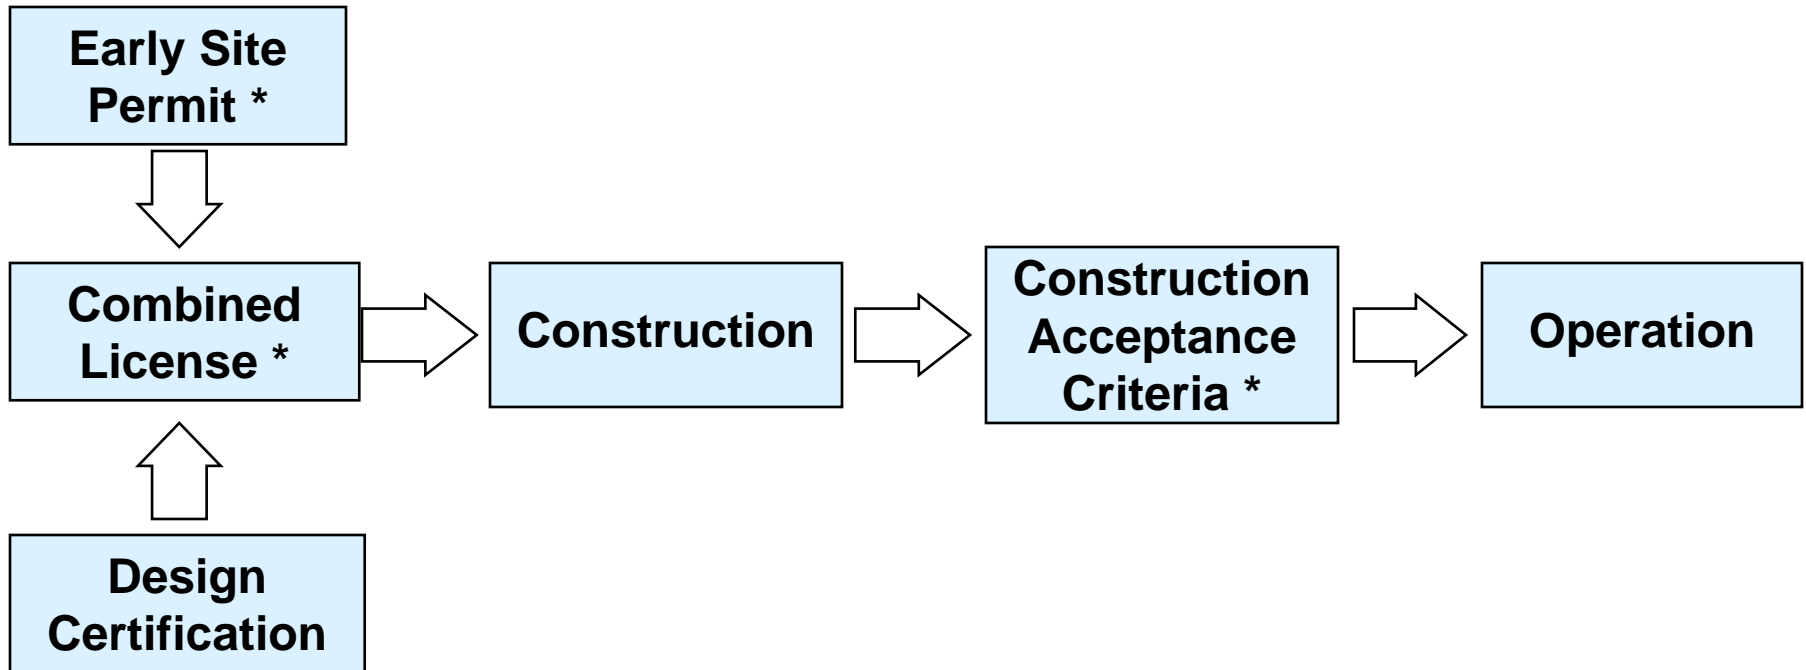 Early Site
Permit *
Combined
License *
Construction
Construction
Acceptance
Criteria *
Operation
Design
Certification